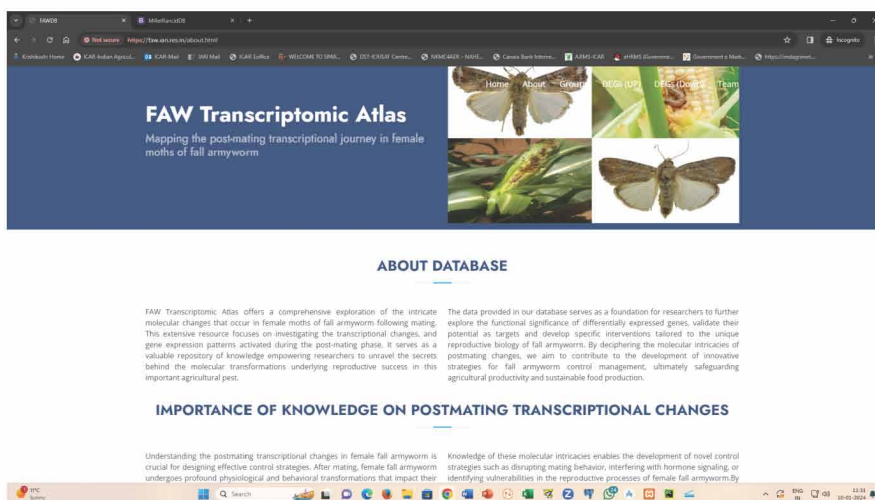 FAWDB
MiRelRancidDB
Not secure
https://faw.iari.res.in/about.html
Incognito
Krishikosh Home
ICAR-Indian Agricul...
ICAR-Mail
IARI Mail
ICAR Eoffice
WELCOME TO SIMA...
Canara Bank Interne...
ARMS-ICAR
eHRMS (Governme...
Government e Mark...
Home About Groups DEGs (UP) DEGs (Down) Team
FAW Transcriptomic Atlas
Mapping the post-mating transcriptional journey in female
moths of fall armyworm
ABOUT DATABASE
FAW Transcriptomic Atlas offers a comprehensive exploration of the intricate
molecular changes that occur in female moths of fall armyworm following mating.
This extensive resource focuses on investigating the transcriptional changes, and
gene expression patterns activated during the post-mating phase. It serves as a
valuable repository of knowledge empowering researchers to unravel the secrets
behind the molecular transformations underlying reproductive success in this
important agricultural pest.
The data provided in our database serves as a foundation for researchers to further
explore the functional significance of differentially expressed genes, validate their
potential as targets and develop specific interventions tailored to the unique
reproductive biology of fall armyworm. By deciphering the molecular intricacies of
postmating changes, we aim to contribute to the development of innovative
strategies for fall armyworm control management, ultimately safeguarding
agricultural productivity and sustainable food production.
IMPORTANCE OF KNOWLEDGE ON POSTMATING TRANSCRIPTIONAL CHANGES
Understanding the postmating transcriptional changes in female fall armyworm is
crucial for designing effective control strategies. After mating, female fall armyworm
undergoes profound physiological and behavioral transformations that impact their
Knowledge of these molecular intricacies enables the development of novel control
strategies such as disrupting mating behavior, interfering with hormone signaling, or
identifying vulnerabilities in the reproductive processes of female fall armyworm.By
11°C
Sunny
Search
ENG
IN
12:31
10-01-2024